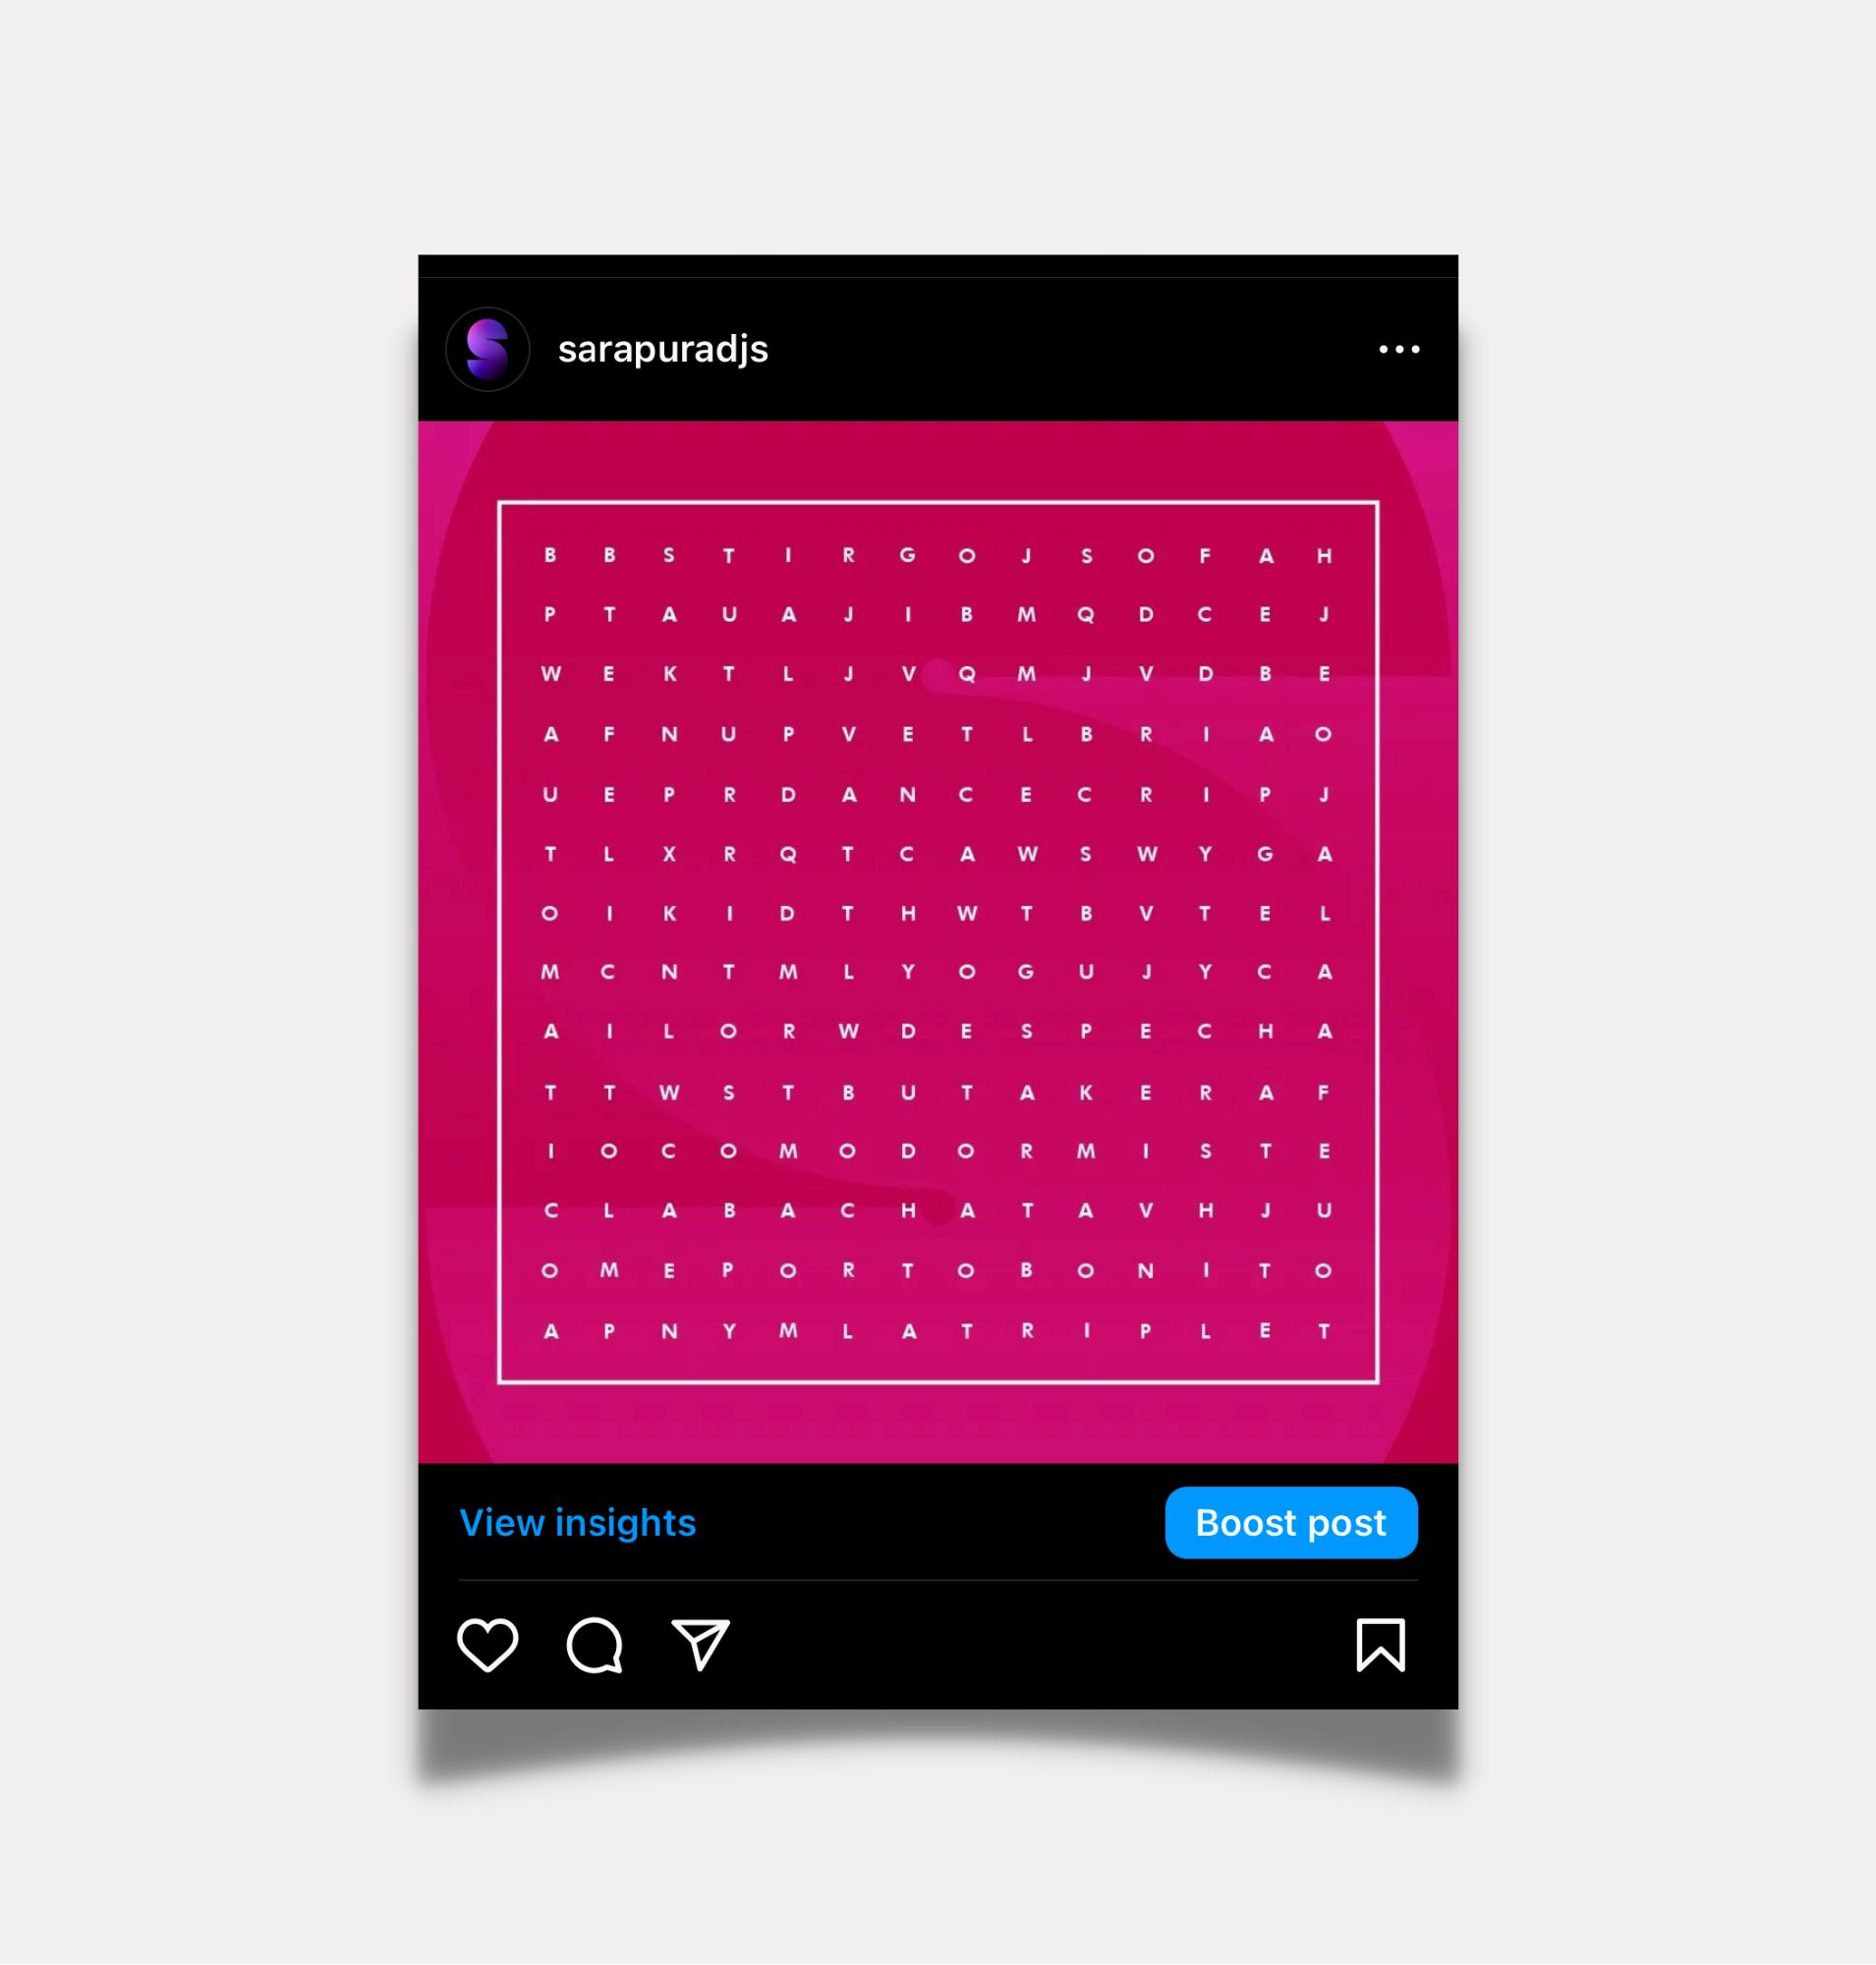 sarapuradjs
B B S T I R G O J S O F A H
P T A U A J I B M Q D C E J
W E K T L J V Q M J V D B E
A F N U P V E T L B R I A O
U E P R D A N C E C R I P J
T L X R Q T C A W S W Y G A
O I K I D T H W T B V T E L
M C N T M L Y O G U J Y C A
A I L O R W D E S P E C H A
T T W S T B U T A K E R A F
I O C O M O D O R M I S T E
C L A B A C H A T A V H J U
O M E P O R T O B O N I T O
A P N Y M L A T R I P L E T
View insights
Boost post